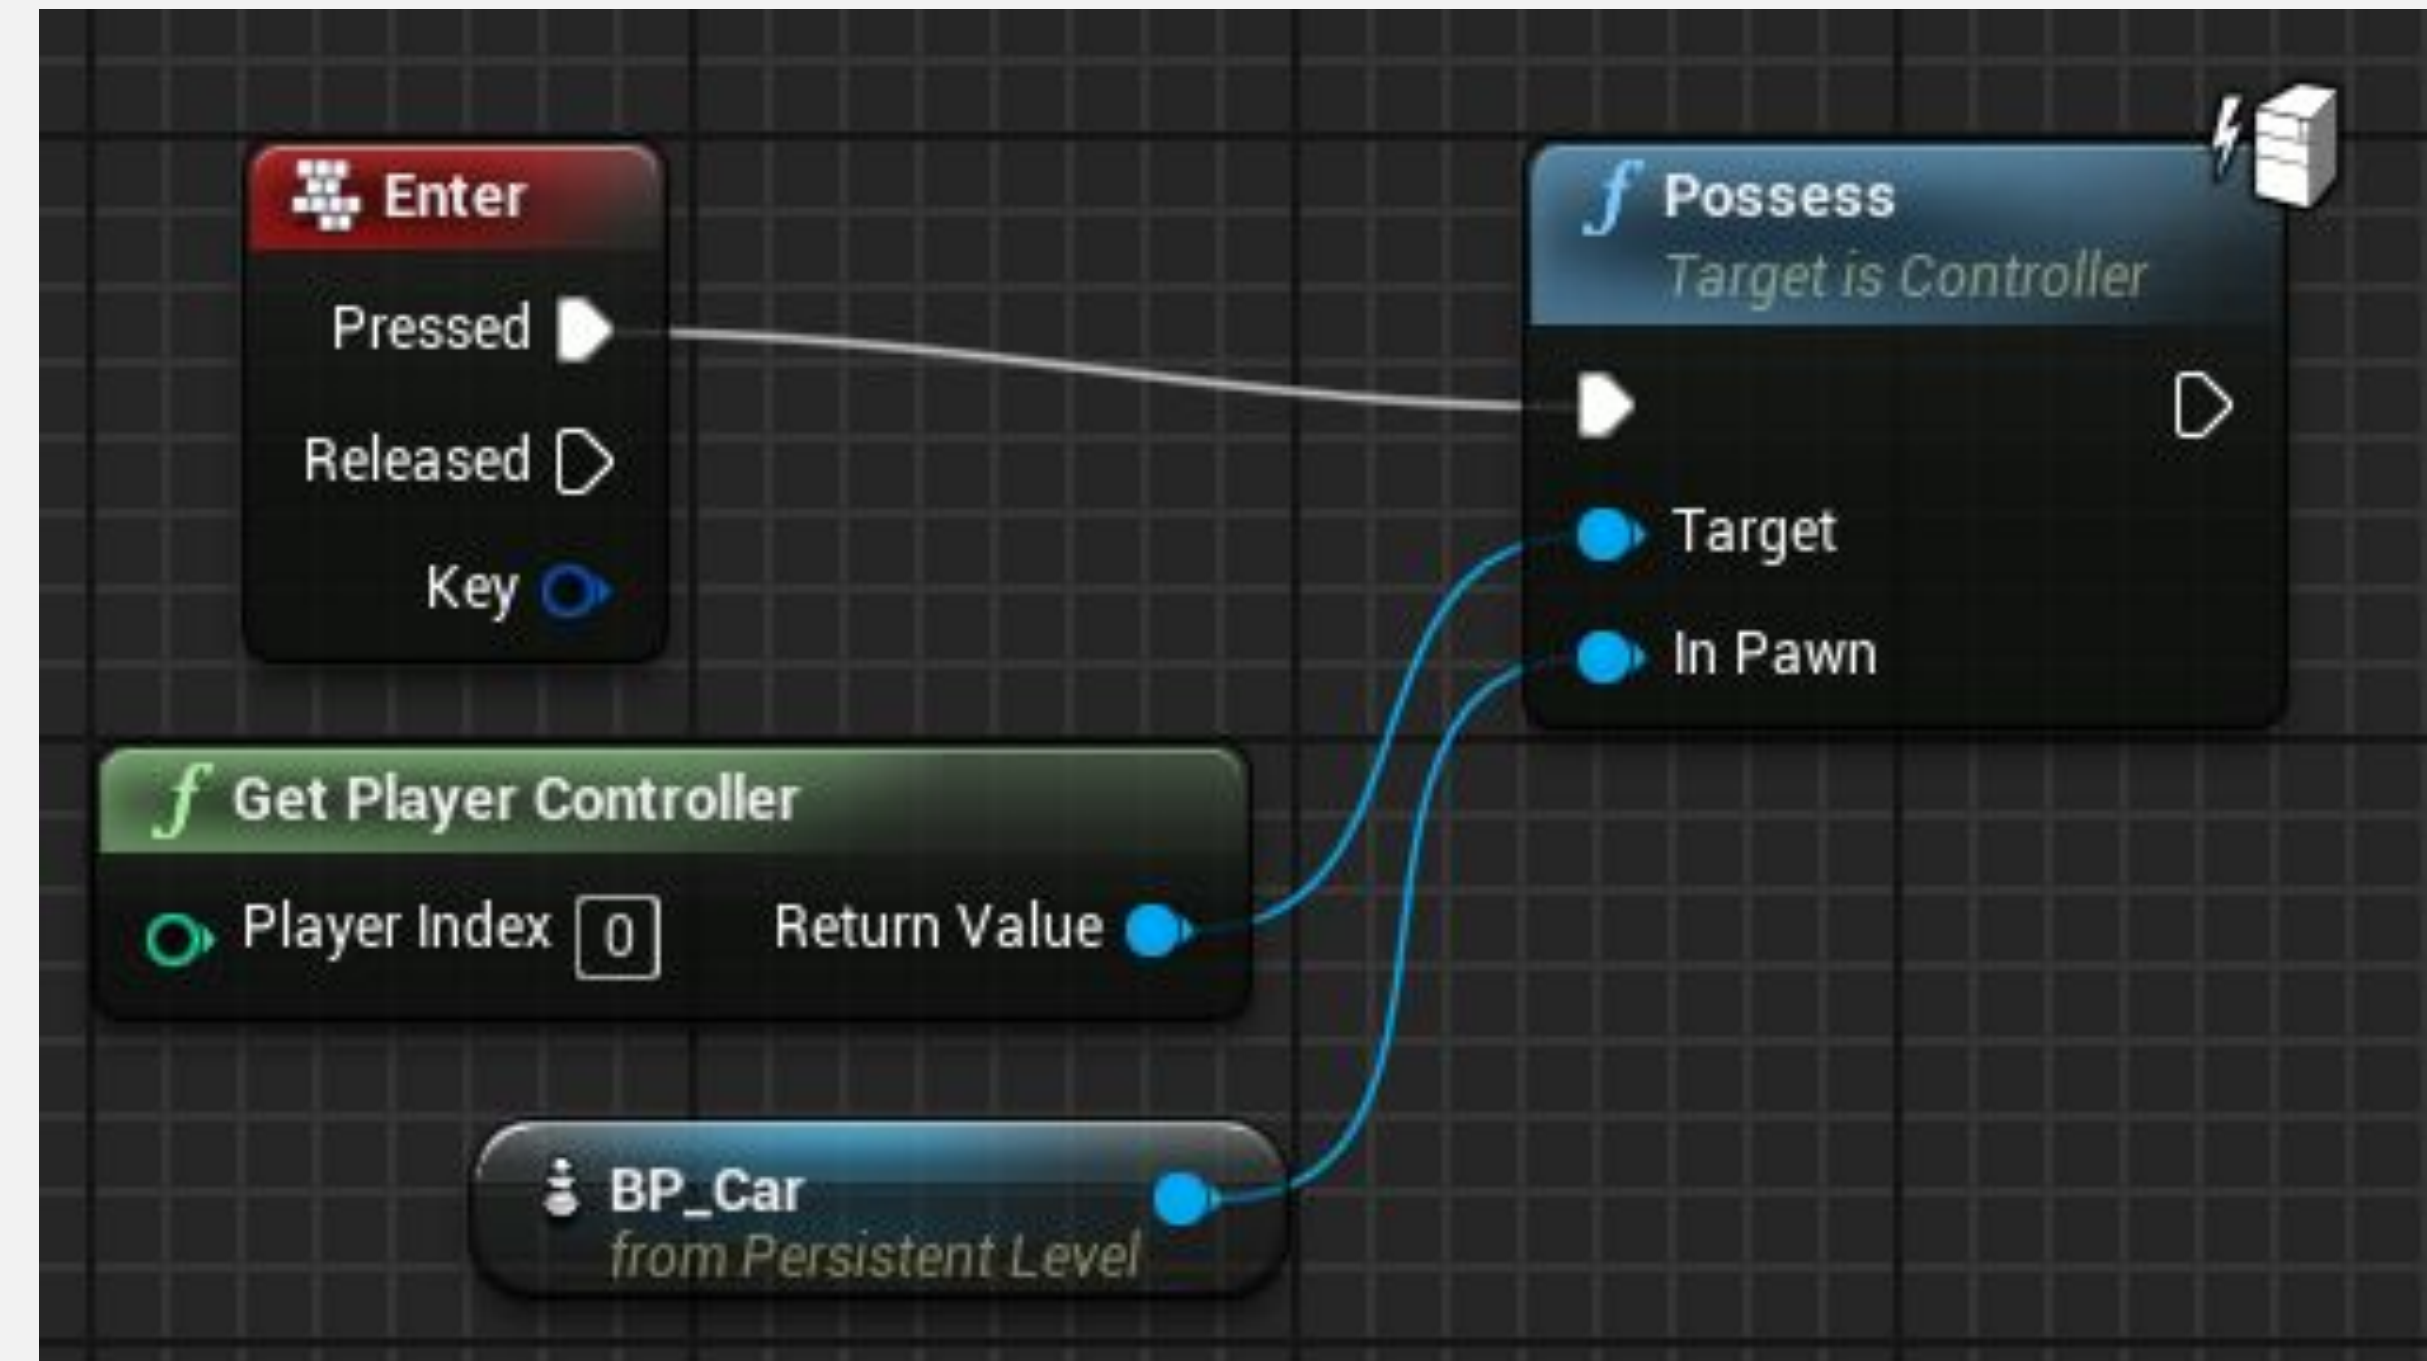 Enter
Pressed
Released
Key
f Possess
Target is Controller
Target
In Pawn
f Get Player Controller
Player Index 0 Return Value
BP_Car
from Persistent Level